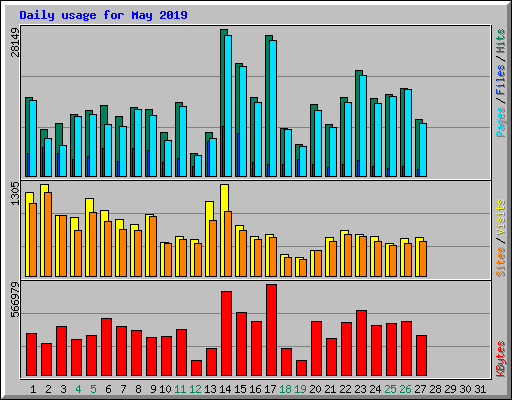 Daily usage for May 2019
28149
Pages / Files / Hits
1305
Sites / Visits
566979
KBytes
1 2 3 4 5 6 7 8 9 10 11 12 13 14 15 16 17 18 19 20 21 22 23 24 25 26 27 28 29 30 31